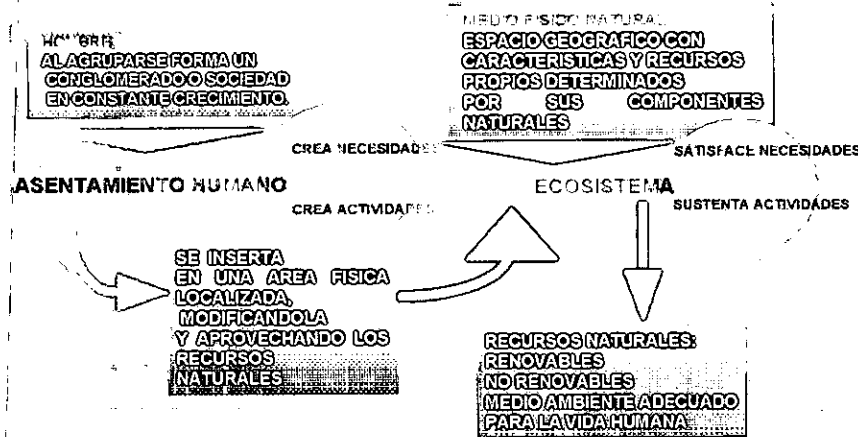 HOMBRE
AL AGRUPARSE FORMA UN
CONGLOMERADO O SOCIEDAD
EN CONSTANTE CRECIMIENTO.
MEDIO FISICO NATURAL
ESPACIO GEOGRAFICO CON
CARACTERISTICAS Y RECURSOS
PROPIOS DETERMINADOS
POR SUS COMPONENTES
NATURALES
CREA NECESIDADES
SATISFACE NECESIDADES
ASENTAMIENTO HUMANO
ECOSISTEMA
CREA ACTIVIDADES
SUSTENTA ACTIVIDADES
SE INSERTA
EN UNA AREA FISICA
LOCALIZADA,
MODIFICANDOLA
Y APROVECHANDO LOS
RECURSOS
NATURALES
RECURSOS NATURALES:
RENOVABLES
NO RENOVABLES
MEDIO AMBIENTE ADECUADO
PARA LA VIDA HUMANA